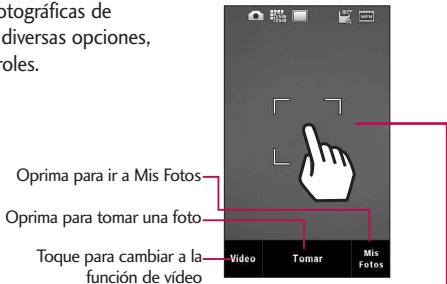 otográficas de
diversas opciones,
roles.
Oprima para ir a Mis Fotos
Oprima para tomar una foto
Toque para cambiar a la
función de vídeo
Video
Tomar
Mis
Fotos